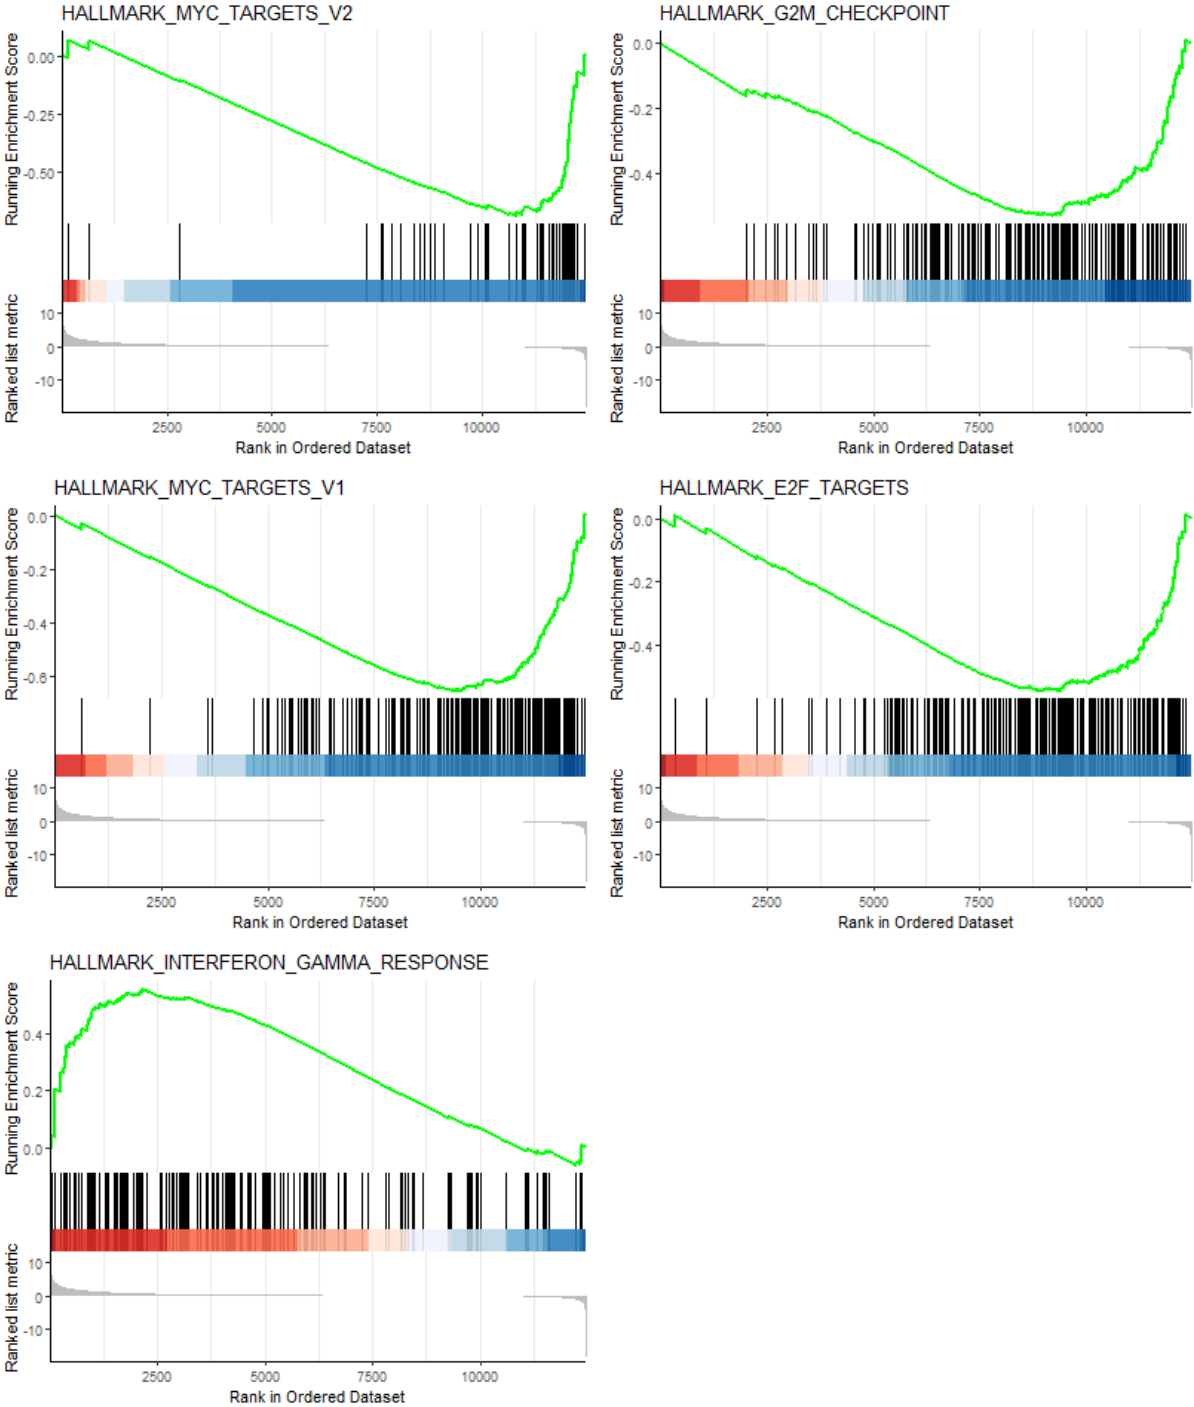 HALLMARK_MYC_TARGETS_V2
Running Enrichment Score
0.00
-0.25
-0.50
Ranked list metric
10
0
-10
2500 5000 7500 10000
Rank in Ordered Dataset
HALLMARK_G2M_CHECKPOINT
Running Enrichment Score
0.0
-0.2
-0.4
Ranked list metric
10
0
-10
2500 5000 7500 10000
Rank in Ordered Dataset
HALLMARK_MYC_TARGETS_V1
Running Enrichment Score
0.0
-0.2
-0.4
-0.6
Ranked list metric
10
0
-10
2500 5000 7500 10000
Rank in Ordered Dataset
HALLMARK_E2F_TARGETS
Running Enrichment Score
0.0
-0.2
-0.4
Ranked list metric
10
0
-10
2500 5000 7500 10000
Rank in Ordered Dataset
HALLMARK_INTERFERON_GAMMA_RESPONSE
Running Enrichment Score
0.4
0.2
0.0
Ranked list metric
10
0
-10
2500 5000 7500 10000
Rank in Ordered Dataset